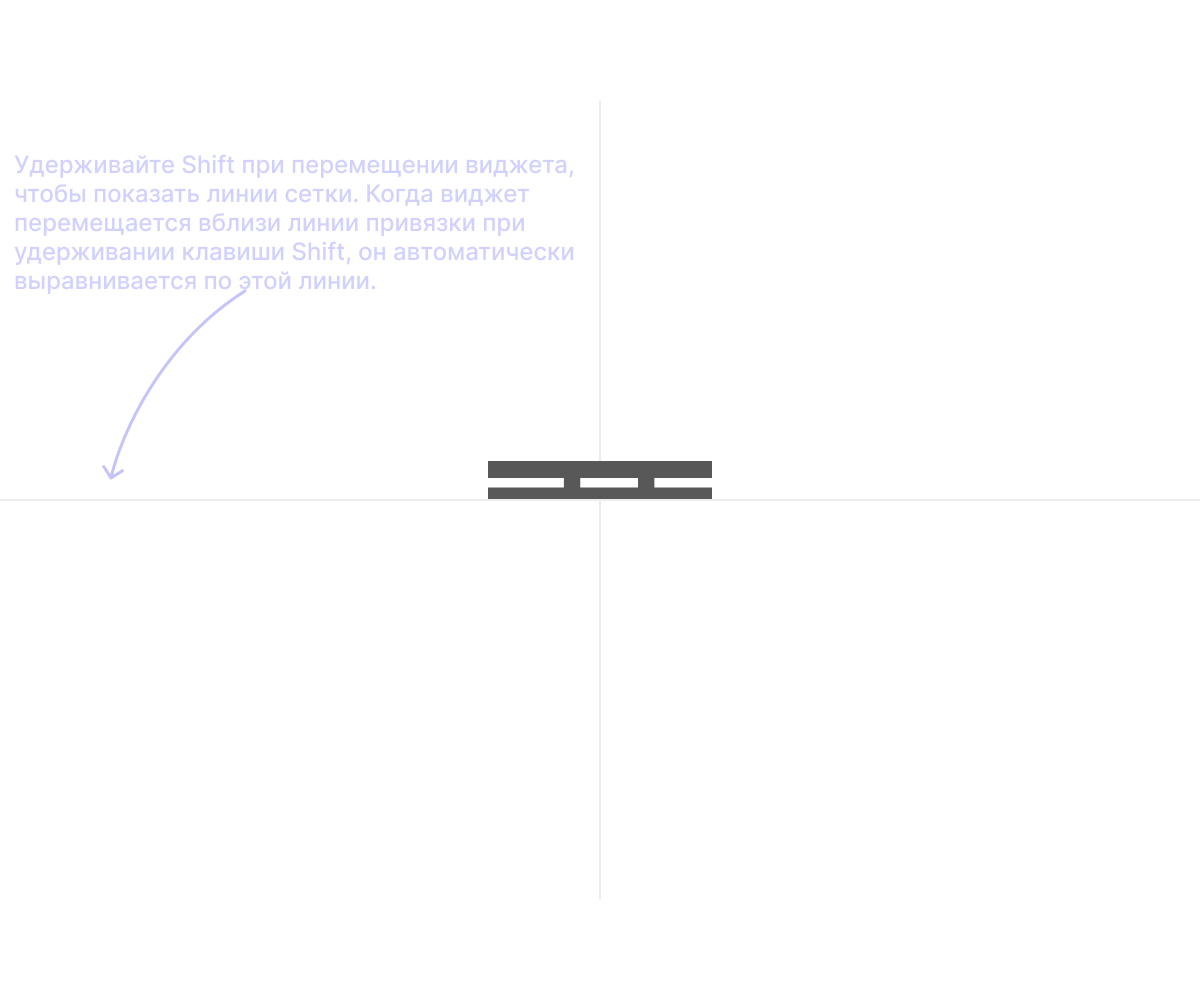 Удерживайте Shift при перемещении виджета,
чтобы показать линии сетки. Когда виджет
перемещается вблизи линии привязки при
удерживании клавиши Shift, он автоматически
выравнивается по этой линии.